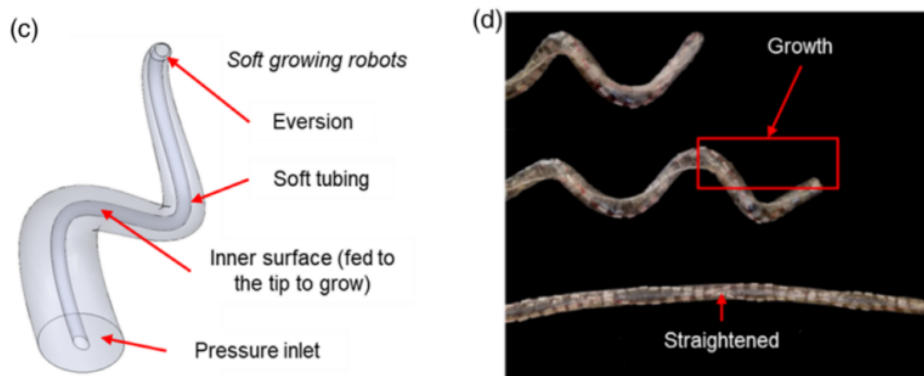 (c)
Soft growing robots
Eversion
Soft tubing
Inner surface (fed to
the tip to grow)
Pressure inlet
(d)
Growth
Straightened